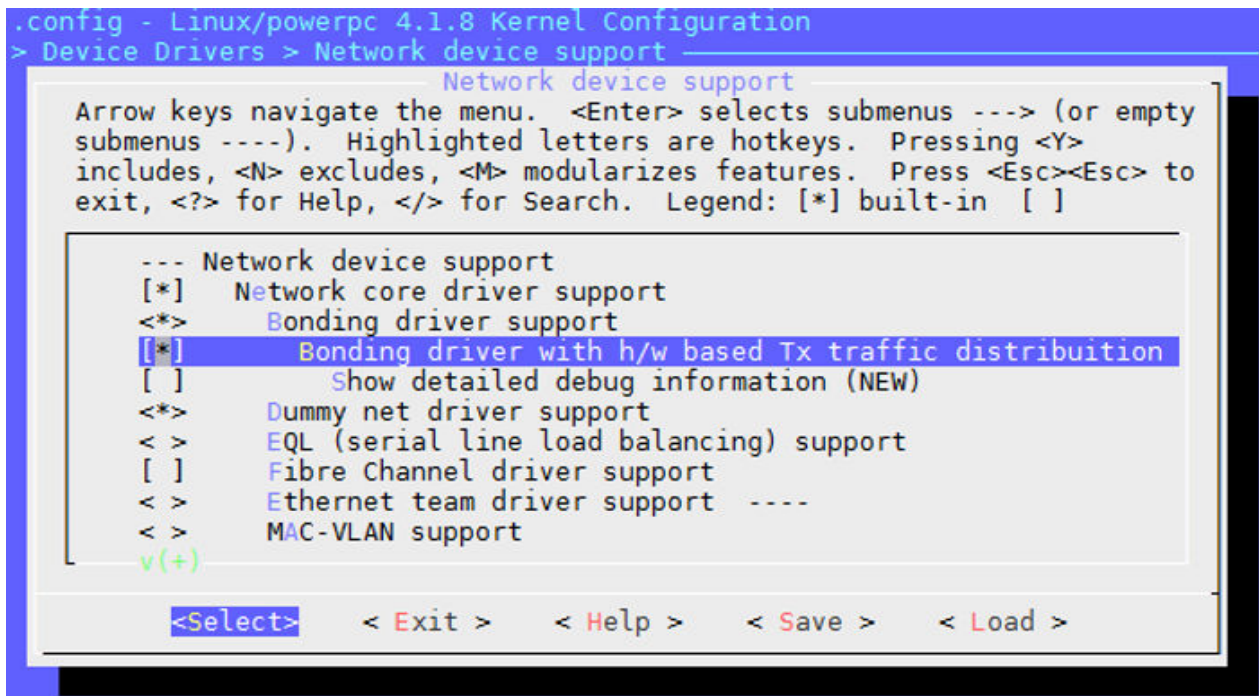 .config - Linux/powerpc 4.1.8 Kernel Configuration
> Device Drivers > Network device support
Network device support
Arrow keys navigate the menu.  <Enter> selects submenus ---> (or empty
submenus ----).  Highlighted letters are hotkeys.  Pressing <Y>
includes, <N> excludes, <M> modularizes features.  Press <Esc><Esc> to
exit, <?> for Help, </> for Search.  Legend: [*] built-in  [ ]
--- Network device support
[*]   Network core driver support
<*>     Bonding driver support
[*]       Bonding driver with h/w based Tx traffic distribuition
[ ]         Show detailed debug information (NEW)
<*>     Dummy net driver support
< >     EQL (serial line load balancing) support
[ ]     Fibre Channel driver support
< >     Ethernet team driver support  ----
< >     MAC-VLAN support
v(+)
<Select>    < Exit >    < Help >    < Save >    < Load >